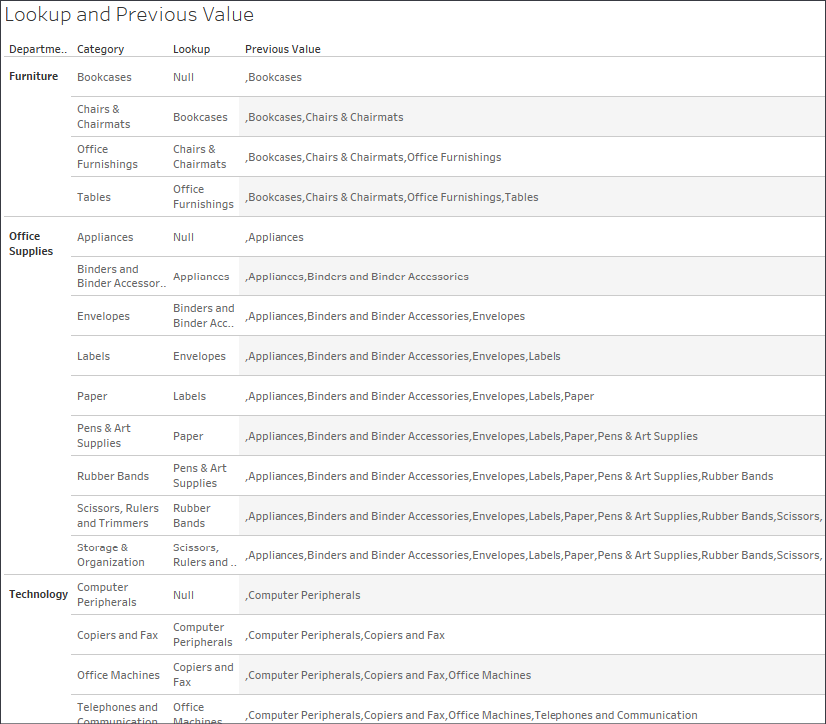 Lookup and Previous Value
Departme.. Category Lookup Previous Value
Furniture Bookcases Null ,Bookcases
Chairs &
Chairmats Bookcases ,Bookcases,Chairs & Chairmats
Office
Furnishings Chairs &
Chairmats ,Bookcases,Chairs & Chairmats,Office Furnishings
Tables Office
Furnishings ,Bookcases,Chairs & Chairmats,Office Furnishings,Tables
Office
Supplies Appliances Null ,Appliances
Binders and
Binder Accessor.. Appliances ,Appliances,Binders and Binder Accessories
Envelopes Binders and
Binder Acc.. ,Appliances,Binders and Binder Accessories,Envelopes
Labels Envelopes ,Appliances,Binders and Binder Accessories,Envelopes,Labels
Paper Labels ,Appliances,Binders and Binder Accessories,Envelopes,Labels,Paper
Pens & Art
Supplies Paper ,Appliances,Binders and Binder Accessories,Envelopes,Labels,Paper,Pens & Art Supplies
Rubber Bands Pens & Art
Supplies ,Appliances,Binders and Binder Accessories,Envelopes,Labels,Paper,Pens & Art Supplies,Rubber Bands
Scissors, Rulers
and Trimmers Rubber
Bands ,Appliances,Binders and Binder Accessories,Envelopes,Labels,Paper,Pens & Art Supplies,Rubber Bands,Scissors,
Storage &
Organization Scissors,
Rulers and .. ,Appliances,Binders and Binder Accessories,Envelopes,Labels,Paper,Pens & Art Supplies,Rubber Bands,Scissors,
Technology Computer
Peripherals Null ,Computer Peripherals
Copiers and Fax Computer
Peripherals ,Computer Peripherals,Copiers and Fax
Office Machines Copiers and
Fax ,Computer Peripherals,Copiers and Fax,Office Machines
Telephones and
Communication Office
Machines ,Computer Peripherals,Copiers and Fax,Office Machines,Telephones and Communication